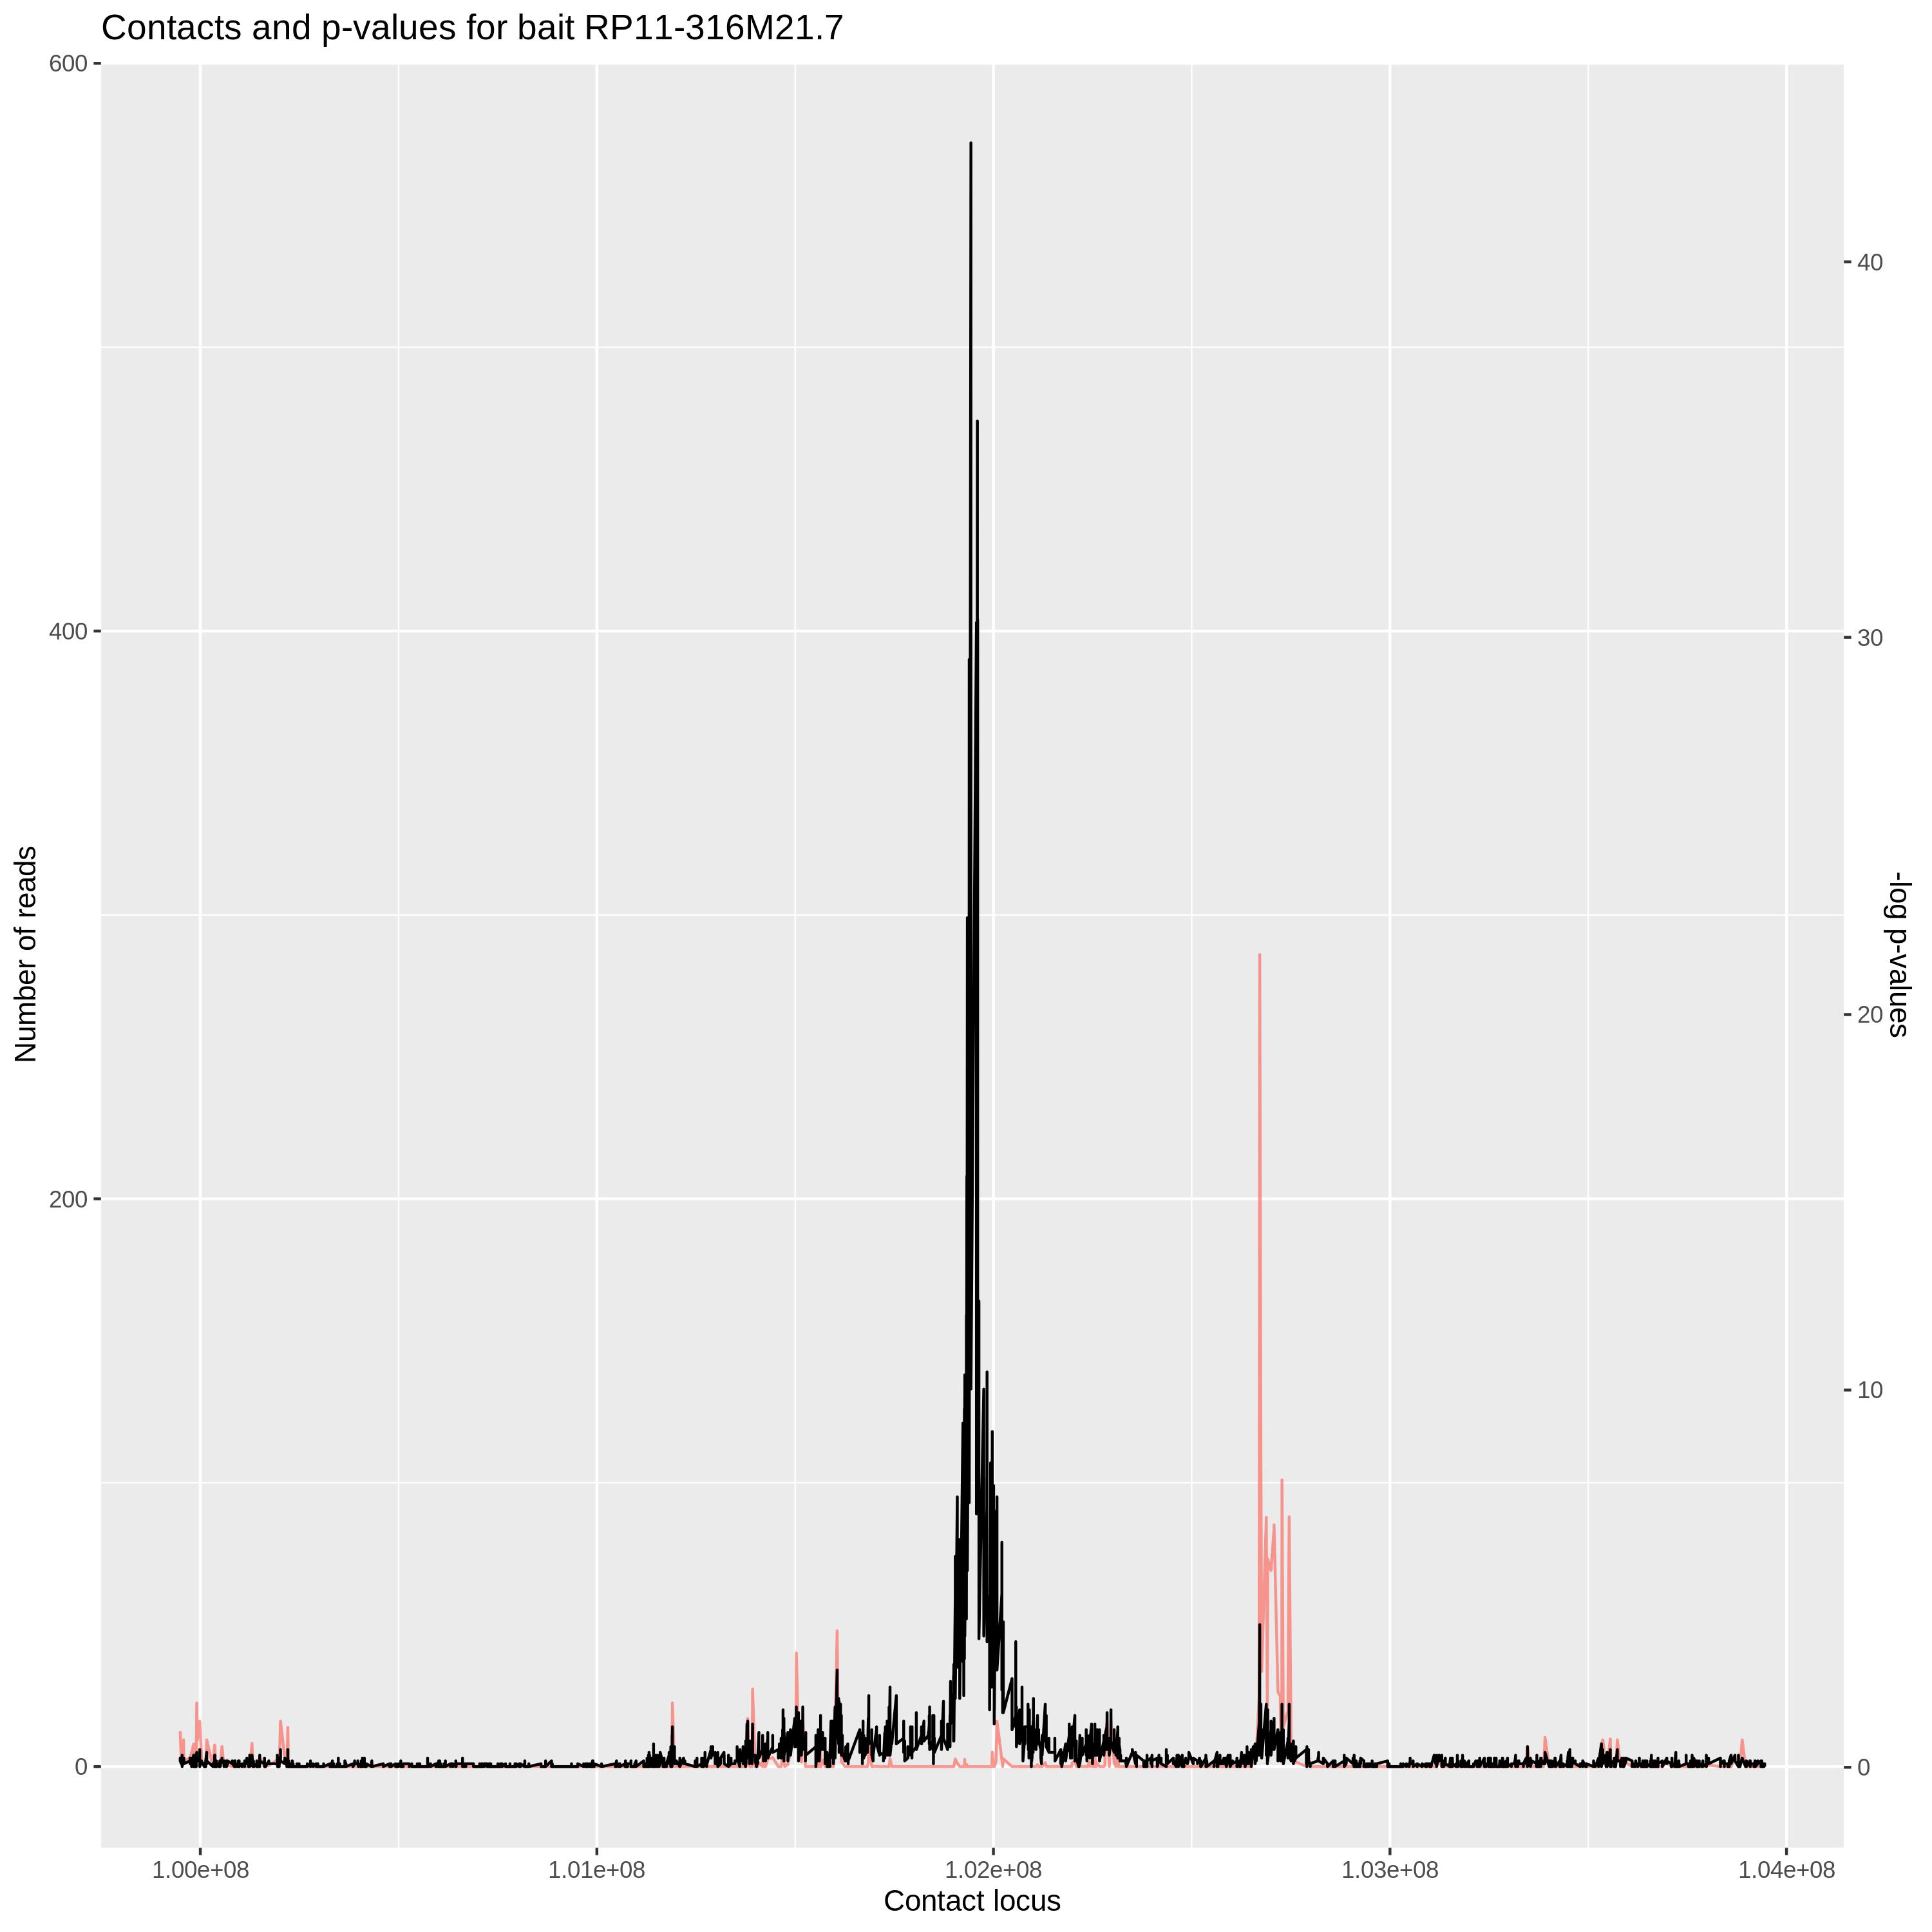 Contacts and p-values for bait RP11-316M21.7
600
400
200
0
Number of reads
40
30
20
10
0
-log p-values
1.00e+08
1.01e+08
1.02e+08
1.03e+08
1.04e+08
Contact locus